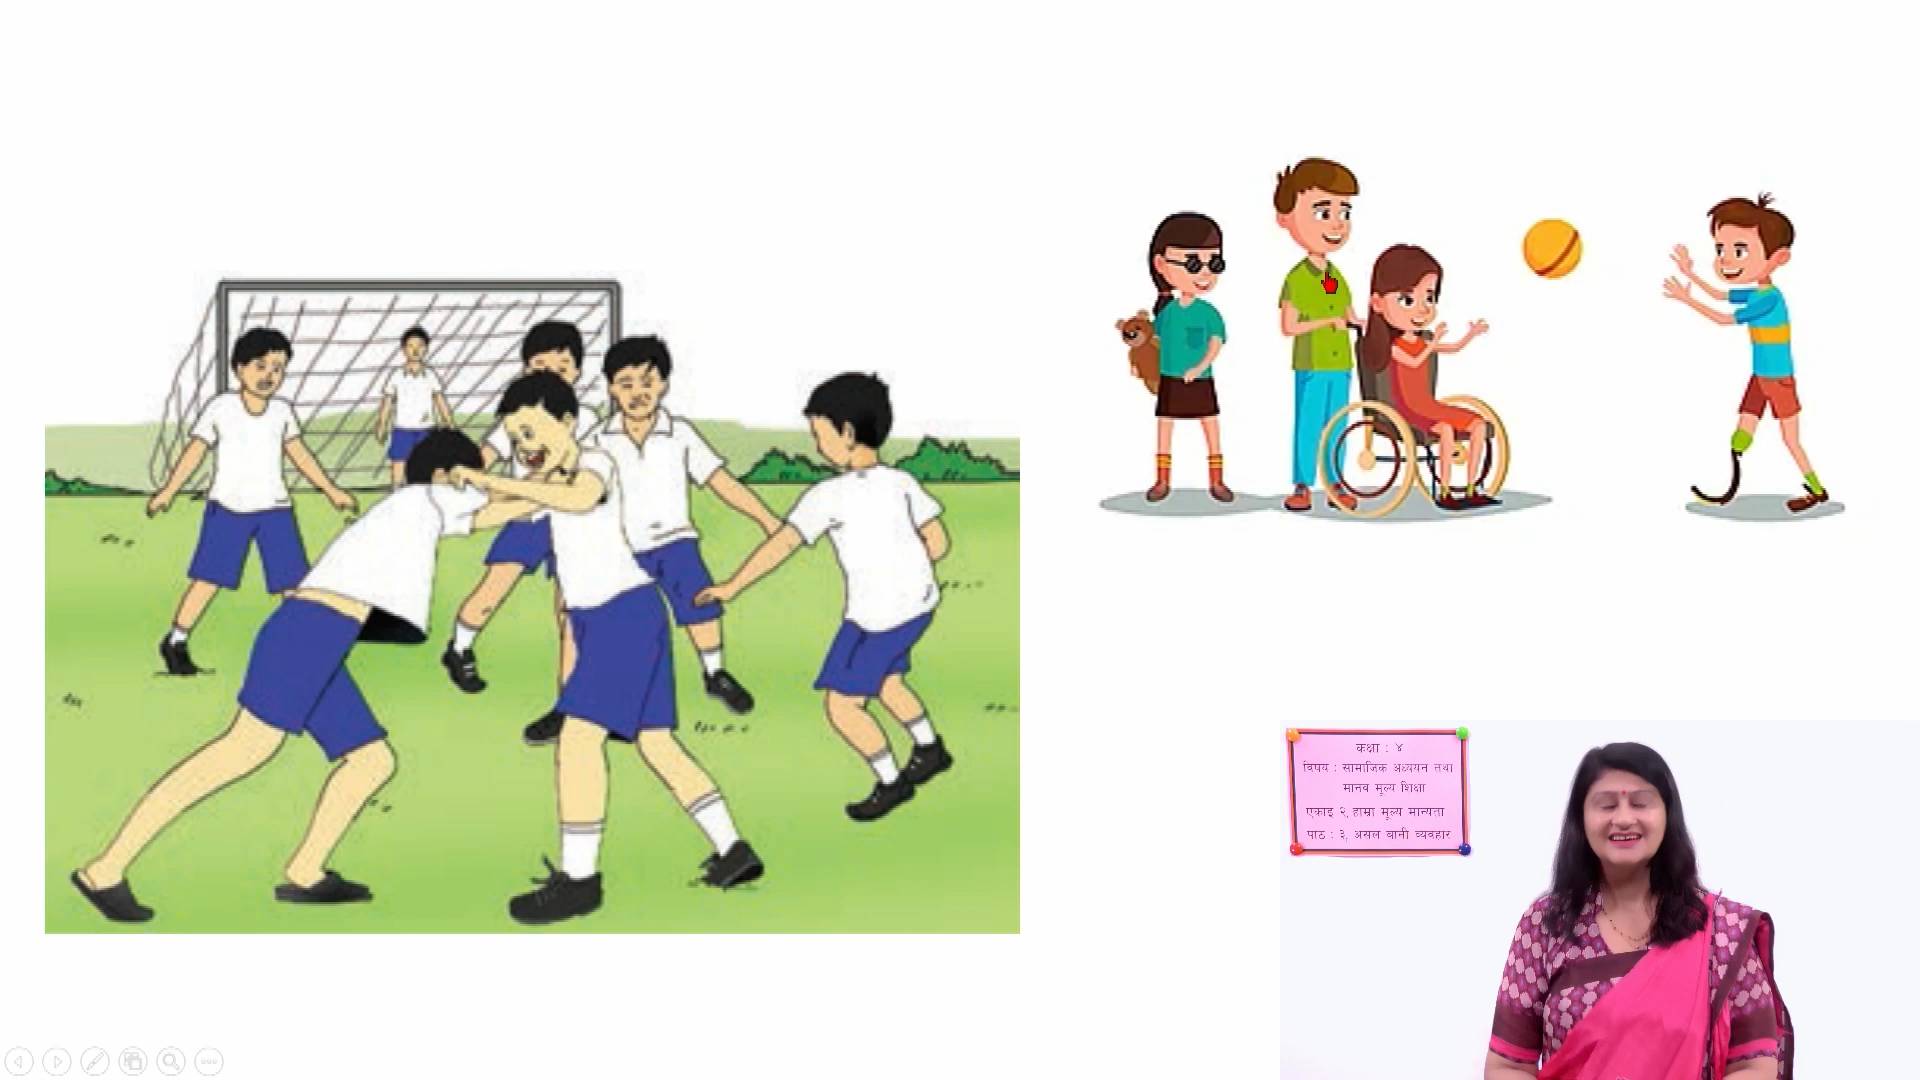 कक्षा : ४
विषय : सामाजिक अध्ययन तथा
मानव मूल्य शिक्षा
एकाइ २, हाम्रा मूल्य मान्यता
पाठ : ३, असल बानी व्यवहार